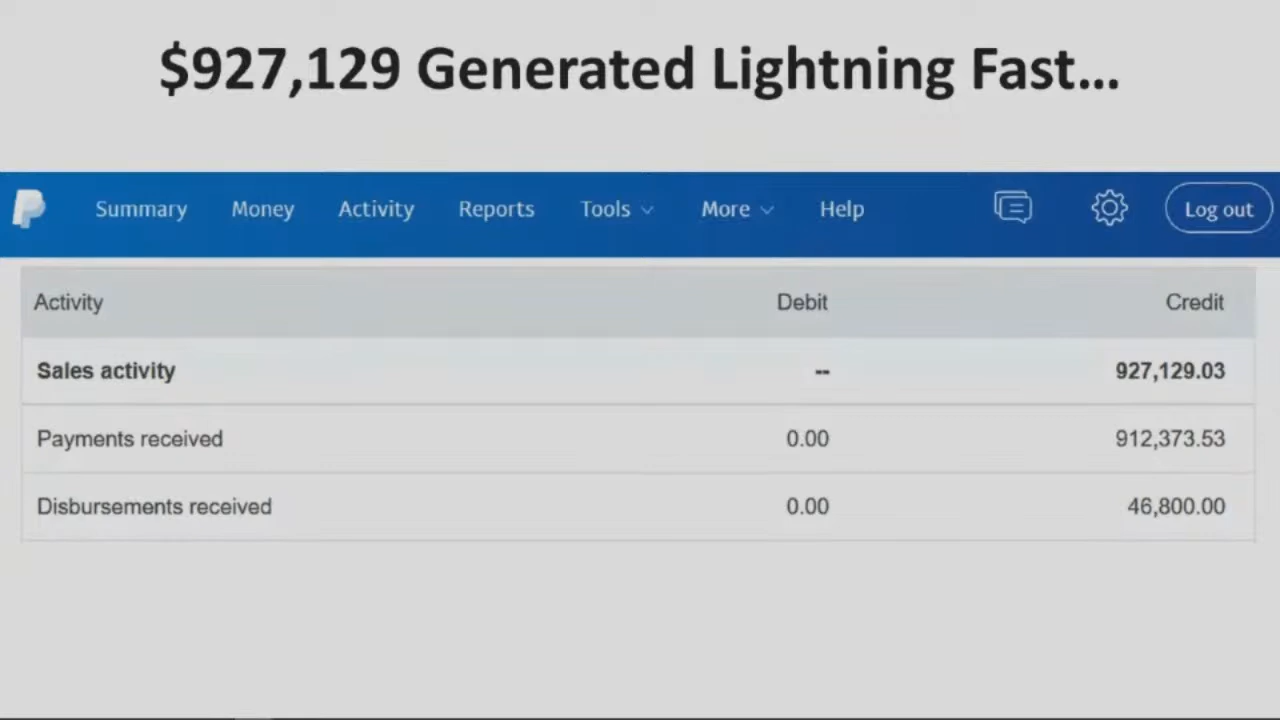 $927,129 Generated Lightning Fast...
Summary Money Activity Reports Tools More Help Log out
Activity Debit Credit
Sales activity -- 927,129.03
Payments received 0.00 912,373.53
Disbursements received 0.00 46,800.00